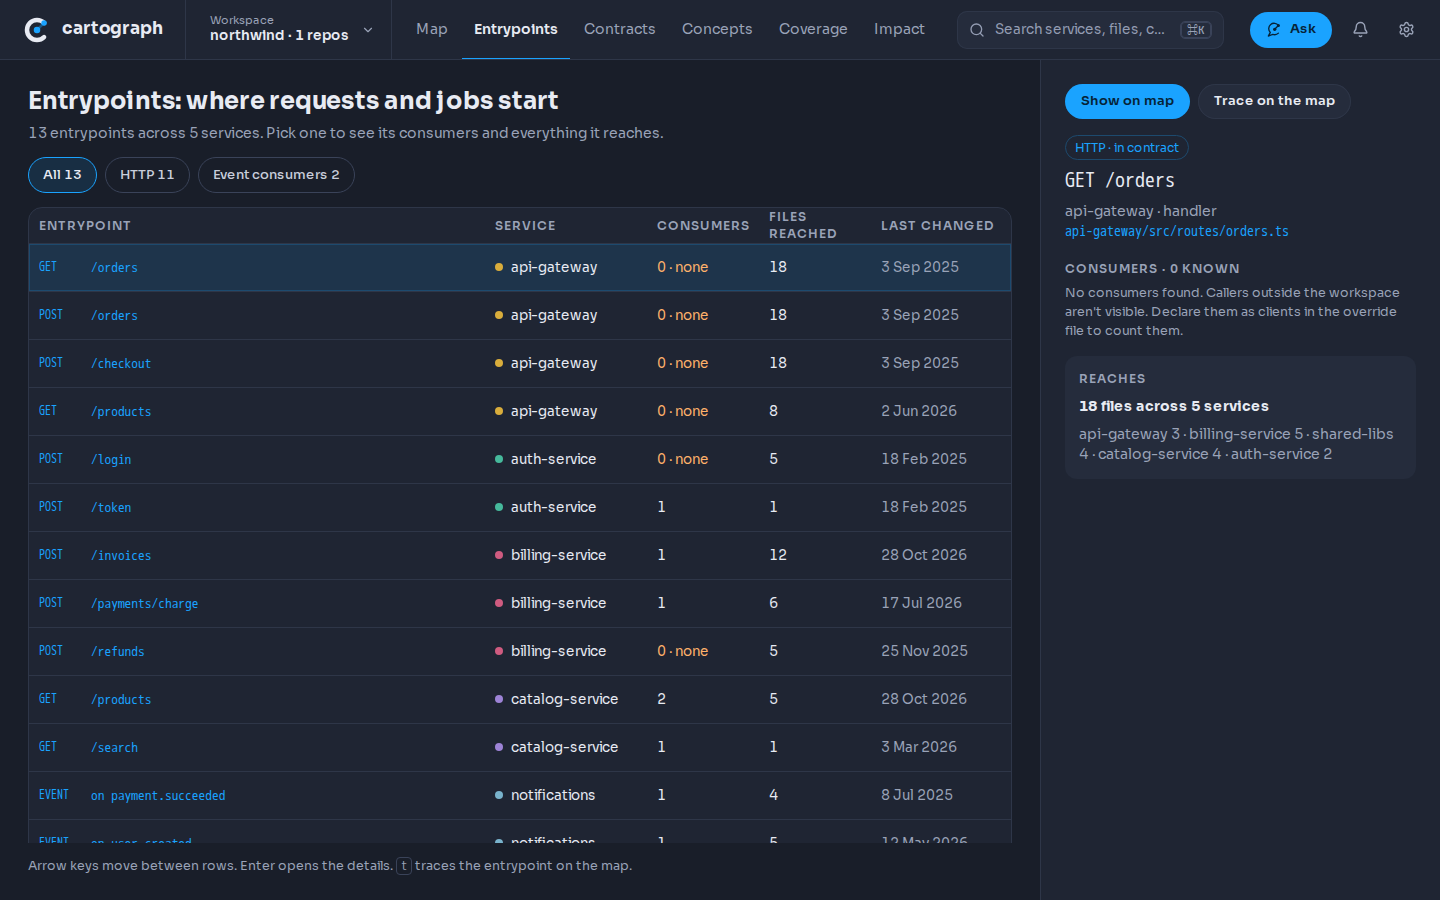 cartograph
Workspace
northwind · 1 repos
Map
Entrypoints
Contracts
Concepts
Coverage
Impact
Search services, files, c...
⌘K
Ask
Entrypoints: where requests and jobs start
13 entrypoints across 5 services. Pick one to see its consumers and everything it reaches.
All 13
HTTP 11
Event consumers 2
ENTRYPOINT SERVICE CONSUMERS FILES REACHED LAST CHANGED
GET /orders api-gateway 0 · none 18 3 Sep 2025
POST /orders api-gateway 0 · none 18 3 Sep 2025
POST /checkout api-gateway 0 · none 18 3 Sep 2025
GET /products api-gateway 0 · none 8 2 Jun 2026
POST /login auth-service 0 · none 5 18 Feb 2025
POST /token auth-service 1 1 18 Feb 2025
POST /invoices billing-service 1 12 28 Oct 2026
POST /payments/charge billing-service 1 6 17 Jul 2026
POST /refunds billing-service 0 · none 5 25 Nov 2025
GET /products catalog-service 2 5 28 Oct 2026
GET /search catalog-service 1 1 3 Mar 2026
EVENT on payment.succeeded notifications 1 4 8 Jul 2025
EVENT on user.created notifications 1 5 12 May 2026
Arrow keys move between rows. Enter opens the details. t traces the entrypoint on the map.
Show on map
Trace on the map
HTTP · in contract
GET /orders
api-gateway · handler
api-gateway/src/routes/orders.ts
CONSUMERS · 0 KNOWN
No consumers found. Callers outside the workspace
aren't visible. Declare them as clients in the override
file to count them.
REACHES
18 files across 5 services
api-gateway 3 · billing-service 5 · shared-libs
4 · catalog-service 4 · auth-service 2